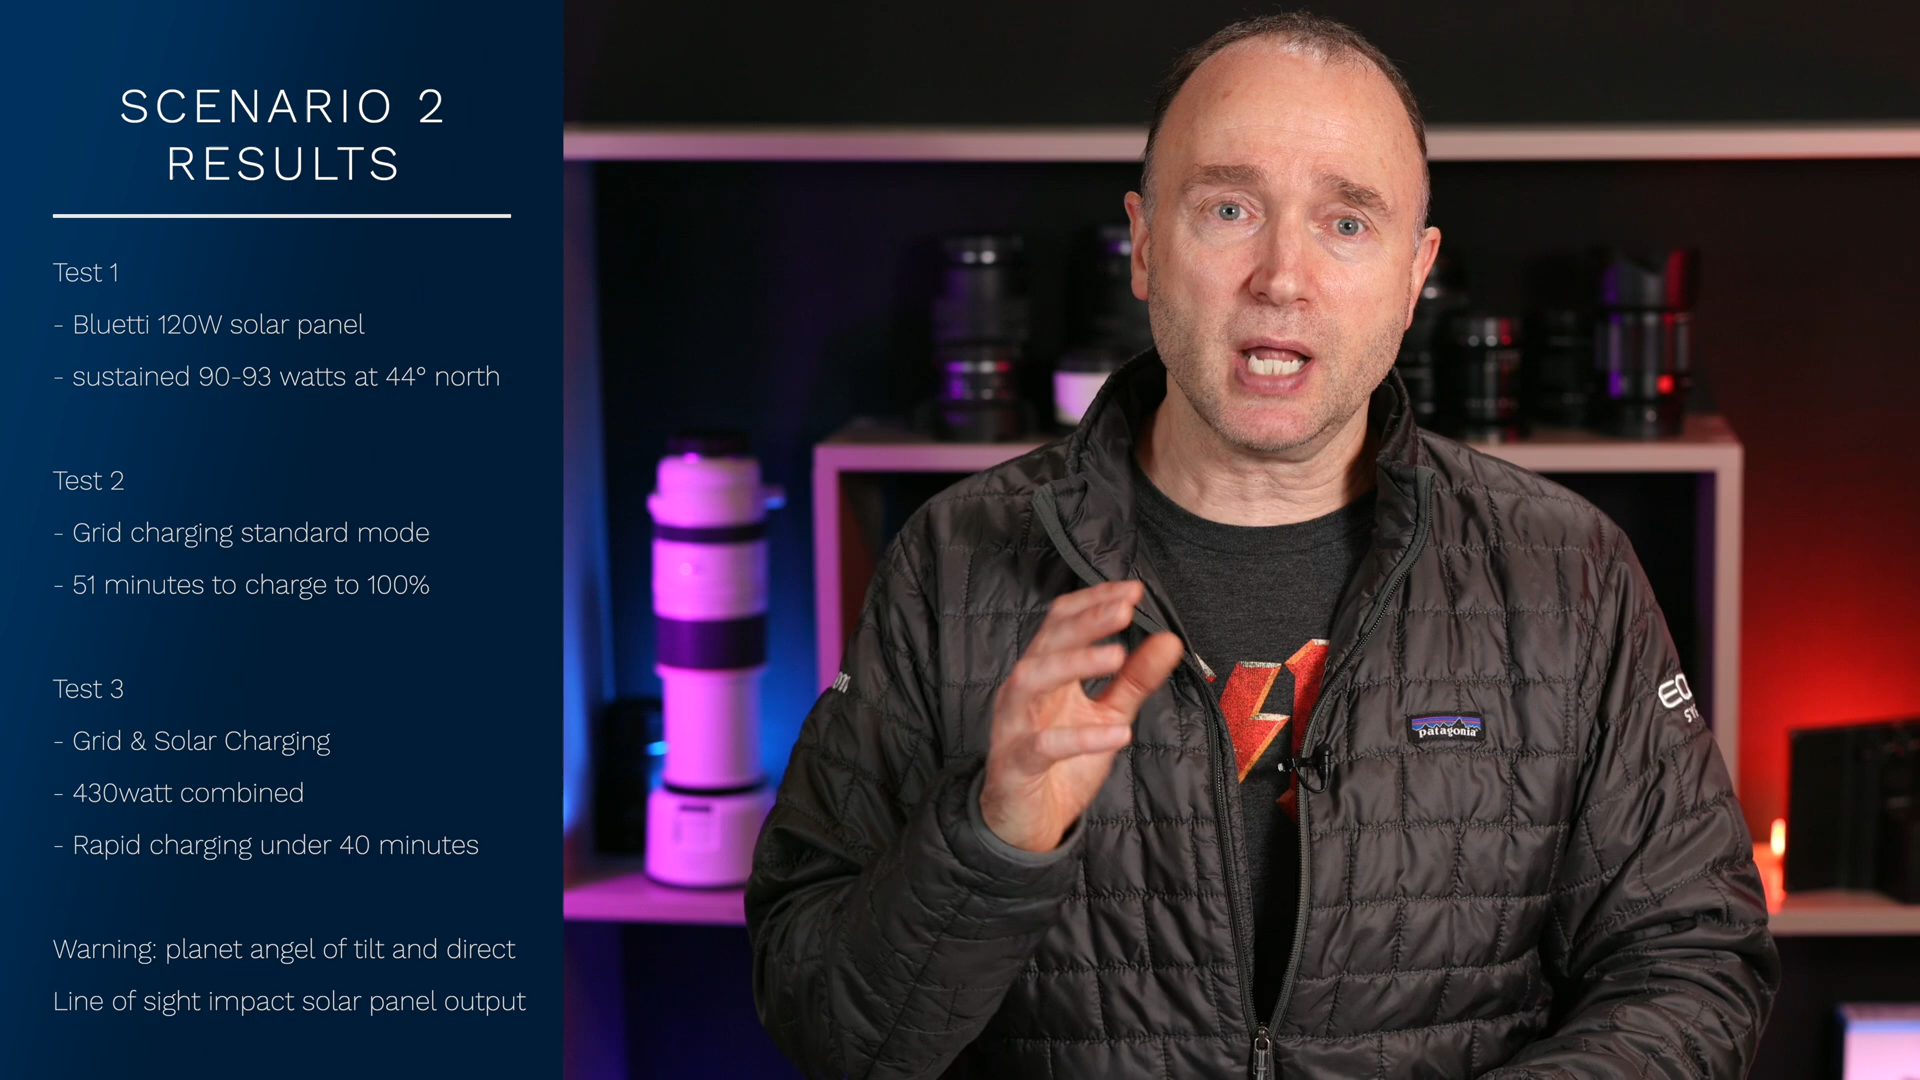 SCENARIO 2
RESULTS
Test 1
- Bluetti 120W solar panel
- sustained 90-93 watts at 44° north
Test 2
- Grid charging standard mode
- 51 minutes to charge to 100%
Test 3
- Grid & Solar Charging
- 430watt combined
- Rapid charging under 40 minutes
Warning: planet angel of tilt and direct
Line of sight impact solar panel output
patagonia